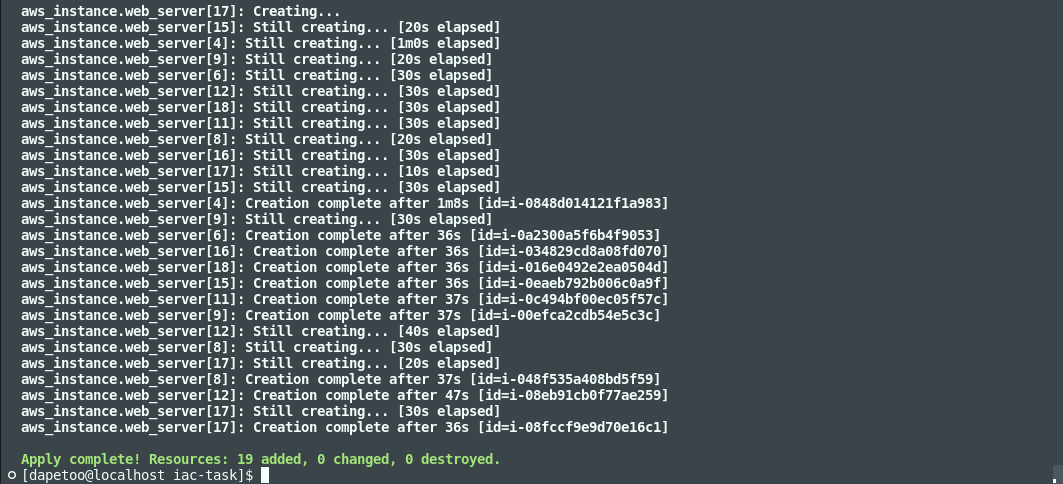 aws_instance.web_server[17]: Creating...
aws_instance.web_server[15]: Still creating... [20s elapsed]
aws_instance.web_server[4]: Still creating... [1m0s elapsed]
aws_instance.web_server[9]: Still creating... [20s elapsed]
aws_instance.web_server[6]: Still creating... [30s elapsed]
aws_instance.web_server[12]: Still creating... [30s elapsed]
aws_instance.web_server[18]: Still creating... [30s elapsed]
aws_instance.web_server[11]: Still creating... [30s elapsed]
aws_instance.web_server[8]: Still creating... [20s elapsed]
aws_instance.web_server[16]: Still creating... [30s elapsed]
aws_instance.web_server[17]: Still creating... [10s elapsed]
aws_instance.web_server[15]: Still creating... [30s elapsed]
aws_instance.web_server[4]: Creation complete after 1m8s [id=i-0848d014121f1a983]
aws_instance.web_server[9]: Still creating... [30s elapsed]
aws_instance.web_server[6]: Creation complete after 36s [id=i-0a2300a5f6b4f9053]
aws_instance.web_server[16]: Creation complete after 36s [id=i-034829cd8a08fd070]
aws_instance.web_server[18]: Creation complete after 36s [id=i-016e0492e2ea0504d]
aws_instance.web_server[15]: Creation complete after 36s [id=i-0eaeb792b006c0a9f]
aws_instance.web_server[11]: Creation complete after 37s [id=i-0c494bf00ec05f57c]
aws_instance.web_server[9]: Creation complete after 37s [id=i-00efca2cdb54e5c3c]
aws_instance.web_server[12]: Still creating... [40s elapsed]
aws_instance.web_server[8]: Still creating... [30s elapsed]
aws_instance.web_server[17]: Still creating... [20s elapsed]
aws_instance.web_server[8]: Creation complete after 37s [id=i-048f535a408bd5f59]
aws_instance.web_server[12]: Creation complete after 47s [id=i-08eb91cb0f77ae259]
aws_instance.web_server[17]: Still creating... [30s elapsed]
aws_instance.web_server[17]: Creation complete after 36s [id=i-08fccf9e9d70e16c1]
Apply complete! Resources: 19 added, 0 changed, 0 destroyed.
[dapetoo@localhost iac-task]$